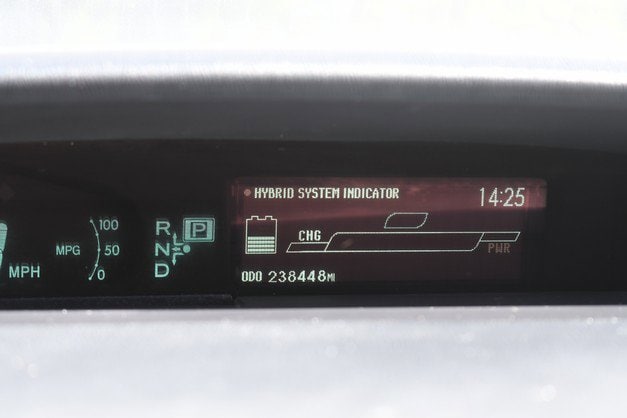 HYBRID SYSTEM INDICATOR 14:25
100
MPG 50
0
MPH
R P
N
D
CHG
PWR
ODO 238448MI